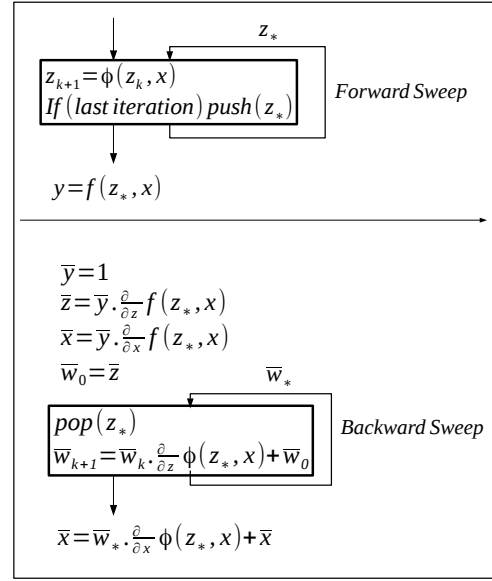 z_*
z_{k+1}=ϕ(z_k,x)
If(last iteration)push(z_*)
Forward Sweep
y=f(z_*,x)
y̅=1
z̅=y̅.∂/∂z f(z_*,x)
x̅=y̅.∂/∂x f(z_*,x)
w̅_0=z̅
w̅_*
pop(z_*)
w̅_{k+1}=w̅_k.∂/∂z ϕ(z_*,x)+w̅_0
Backward Sweep
x̅=w̅_*.∂/∂x ϕ(z_*,x)+x̅